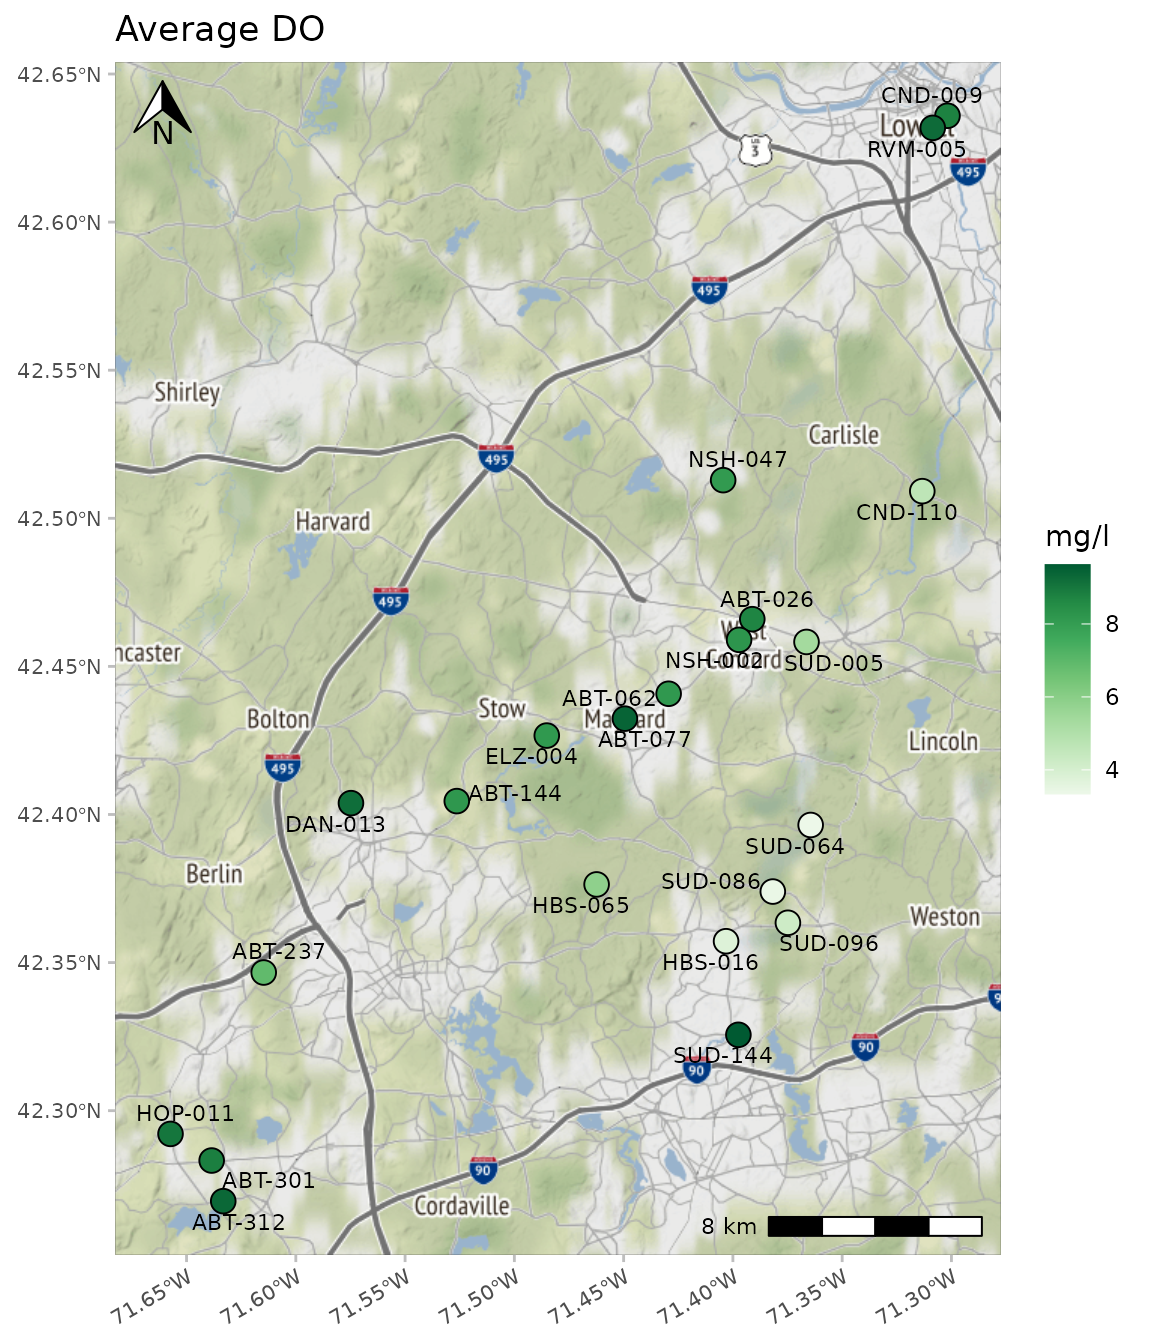 Average DO
42.65°N
42.60°N
42.55°N
42.50°N
42.45°N
42.40°N
42.35°N
42.30°N
N
CND-009
RVM-005
495
US
3
495
Shirley
Carlisle
495
NSH-047
CND-110
Harvard
495
ABT-026
West
Concord
NSH-002
SUD-005
ncaster
ABT-062
Stow
Bolton
ABT-077
ELZ-004
Lincoln
495
ABT-144
DAN-013
SUD-064
Berlin
SUD-086
HBS-065
Weston
SUD-096
ABT-237
HBS-016
9
90
SUD-144
90
HOP-011
90
ABT-301
Cordaville
ABT-312
8 km
71.65°W
71.60°W
71.55°W
71.50°W
71.45°W
71.40°W
71.35°W
71.30°W
mg/l
8
6
4